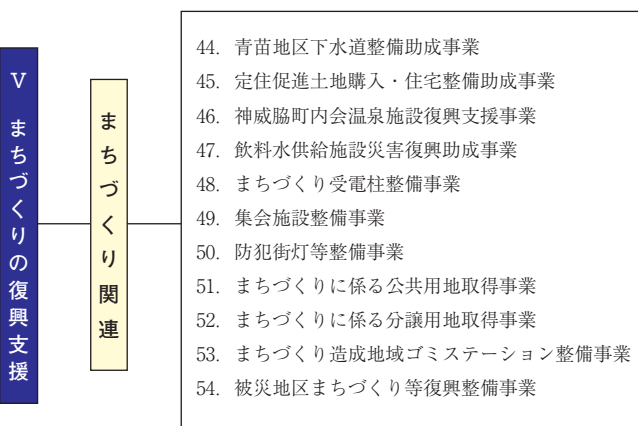 Ⅴ まちづくりの復興支援
まちづくり関連
44. 青苗地区下水道整備助成事業
45. 定住促進土地購入・住宅整備助成事業
46. 神威脇町内会温泉施設復興支援事業
47. 飲料水供給施設災害復興助成事業
48. まちづくり受電柱整備事業
49. 集会施設整備事業
50. 防犯街灯等整備事業
51. まちづくりに係る公共用地取得事業
52. まちづくりに係る分譲用地取得事業
53. まちづくり造成地域ゴミステーション整備事業
54. 被災地区まちづくり等復興整備事業